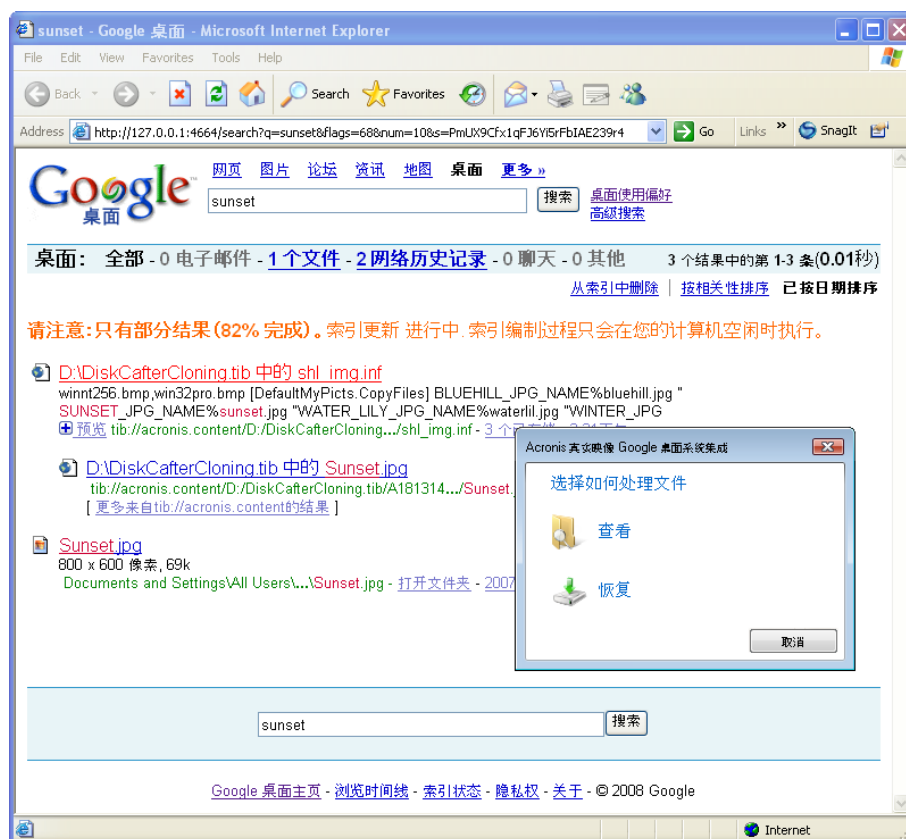 sunset - Google 桌面 - Microsoft Internet Explorer
File Edit View Favorites Tools Help
Back Search Favorites
Address http://127.0.0.1:4664/search?q=sunset&flags=68&num=10&s=PmUX9CFx1qFJ6Yi5rFbIAE239r4 Go Links » SnagIt
Google 桌面
网页 图片 论坛 资讯 地图 桌面 更多 »
sunset 搜索 桌面使用偏好
高级搜索
桌面: 全部 - 0 电子邮件 - 1 个文件 - 2 网络历史记录 - 0 聊天 - 0 其他 3 个结果中的第 1-3 条(0.01秒)
从索引中删除 | 按相关性排序 已按日期排序
请注意:只有部分结果(82% 完成)。索引更新 进行中. 索引编制过程只会在您的计算机空闲时执行。
D:\DiskCafterCloning.tib 中的 shl_img.inf
winnt256.bmp,win32pro.bmp [DefaultMyPicts.CopyFiles] BLUEHILL_JPG_NAME%bluehill.jpg "
SUNSET_JPG_NAME%sunset.jpg "WATER_LILY_JPG_NAME%waterlil.jpg "WINTER_JPG
预览 tib://acronis.content/D:/DiskCafterCloning.../shl_img.inf - 3 个
D:\DiskCafterCloning.tib 中的 Sunset.jpg
tib://acronis.content/D:/DiskCafterCloning.tib/A181314.../Sunset.
[ 更多来自tib://acronis.content的结果 ]
Sunset.jpg
800 x 600 像素, 69k
Documents and Settings\All Users\...\Sunset.jpg - 打开文件夹 - 2007
Acronis 真实映像 Google 桌面系统集成
选择如何处理文件
查看
恢复
取消
sunset 搜索
Google 桌面主页 - 浏览时间线 - 索引状态 - 隐私权 - 关于 - © 2008 Google
Internet